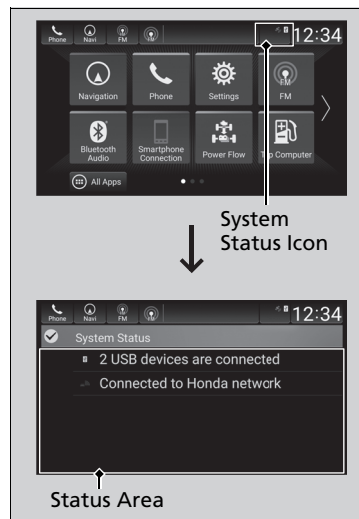 Phone Navi FM FM 12:34
Navigation Phone Settings FM
Bluetooth Audio Smartphone Connection Power Flow Trip Computer
All Apps
System
Status Icon
Phone Navi FM FM 12:34
System Status
2 USB devices are connected
Connected to Honda network
Status Area